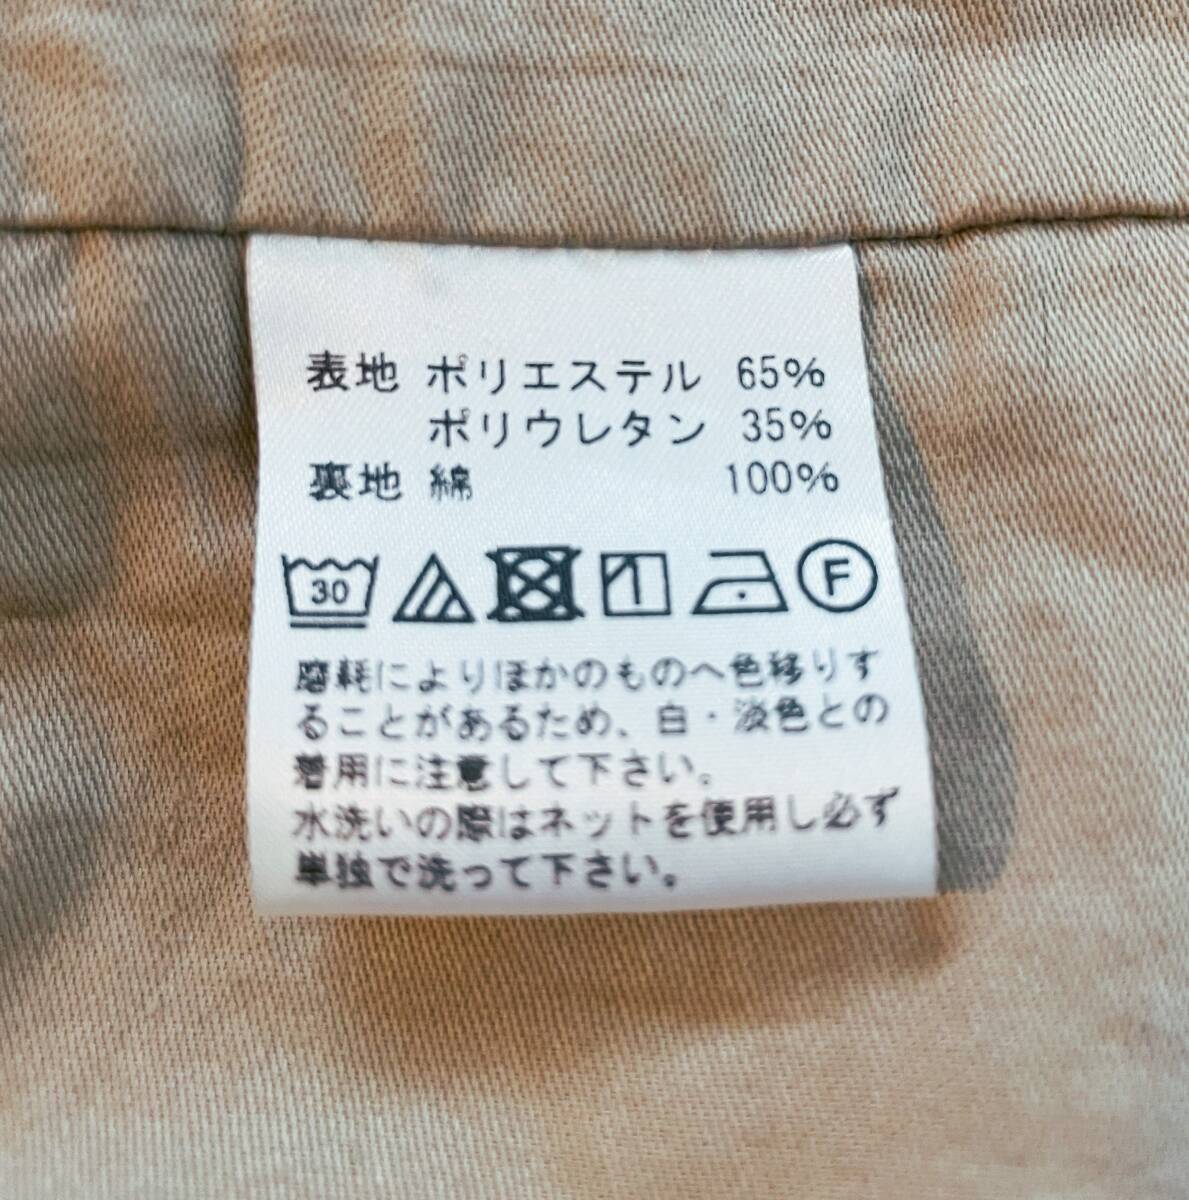 表地 ポリエステル 65%
ポリウレタン 35%
裏地 綿 100%
30 F
磨耗によりほかのものへ色移りす
ることがあるため、白・淡色との
着用に注意して下さい。
水洗いの際はネットを使用し必ず
単独で洗って下さい。